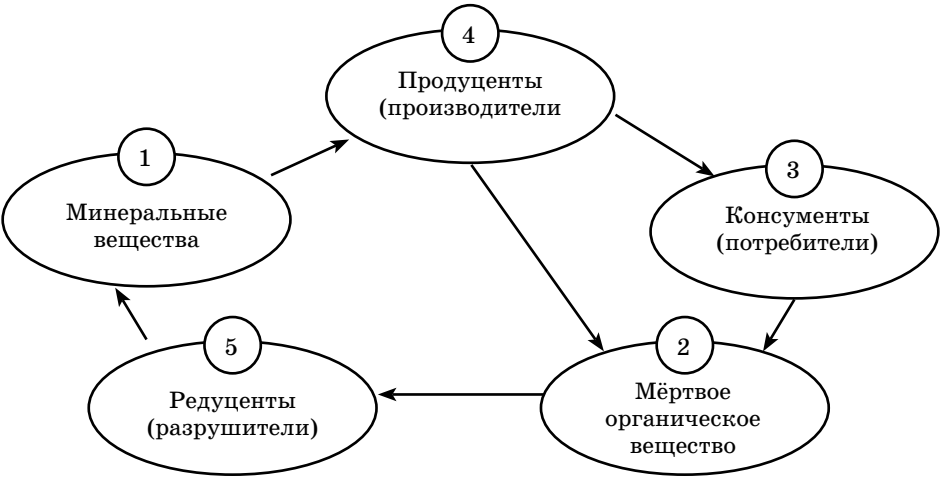 4
Продуценты
(производители
1
Минеральные
вещества
3
Консументы
(потребители)
5
Редуценты
(разрушители)
2
Мёртвое
органическое
вещество